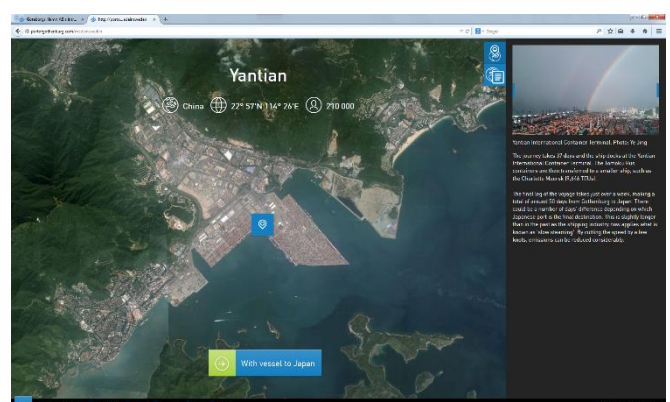 Yantian
China 22° 57'N 114° 26'E 210 000
With vessel to Japan
Yantian International Container Terminal. Photo: Ye Jing
The journey takes 37 days and the ship docks at the Yantian
International Container Terminal. The
containers are then transferred to a smaller ship, such as
the Charlotte Maersk
The final leg of the voyage takes just over a week, making a
total of around 50 days from Gothenburg to Japan. There
could be a number of days' difference depending on which
Japanese port is the final destination. This is slightly longer
than in the past as the shipping industry now applies what is
known as 'slow steaming'. By cutting the speed by a few
knots, emissions can be reduced considerably.